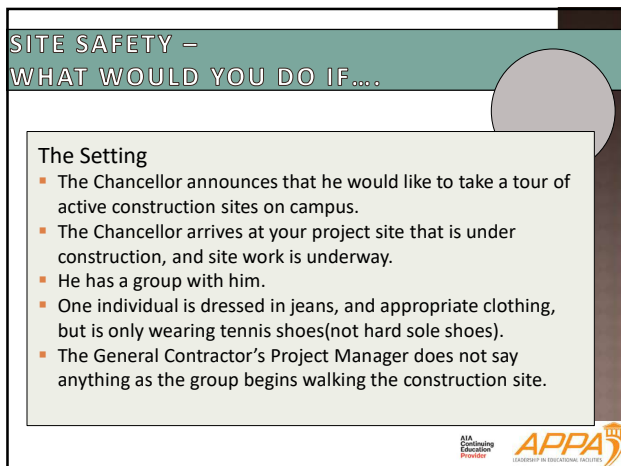 SITE SAFETY –
WHAT WOULD YOU DO IF....
The Setting
▪ The Chancellor announces that he would like to take a tour of
active construction sites on campus.
▪ The Chancellor arrives at your project site that is under
construction, and site work is underway.
▪ He has a group with him.
▪ One individual is dressed in jeans, and appropriate clothing,
but is only wearing tennis shoes(not hard sole shoes).
▪ The General Contractor's Project Manager does not say
anything as the group begins walking the construction site.
AIA
Continuing
Education
Provider
APPA
LEADERSHIP IN EDUCATIONAL FACILITIES